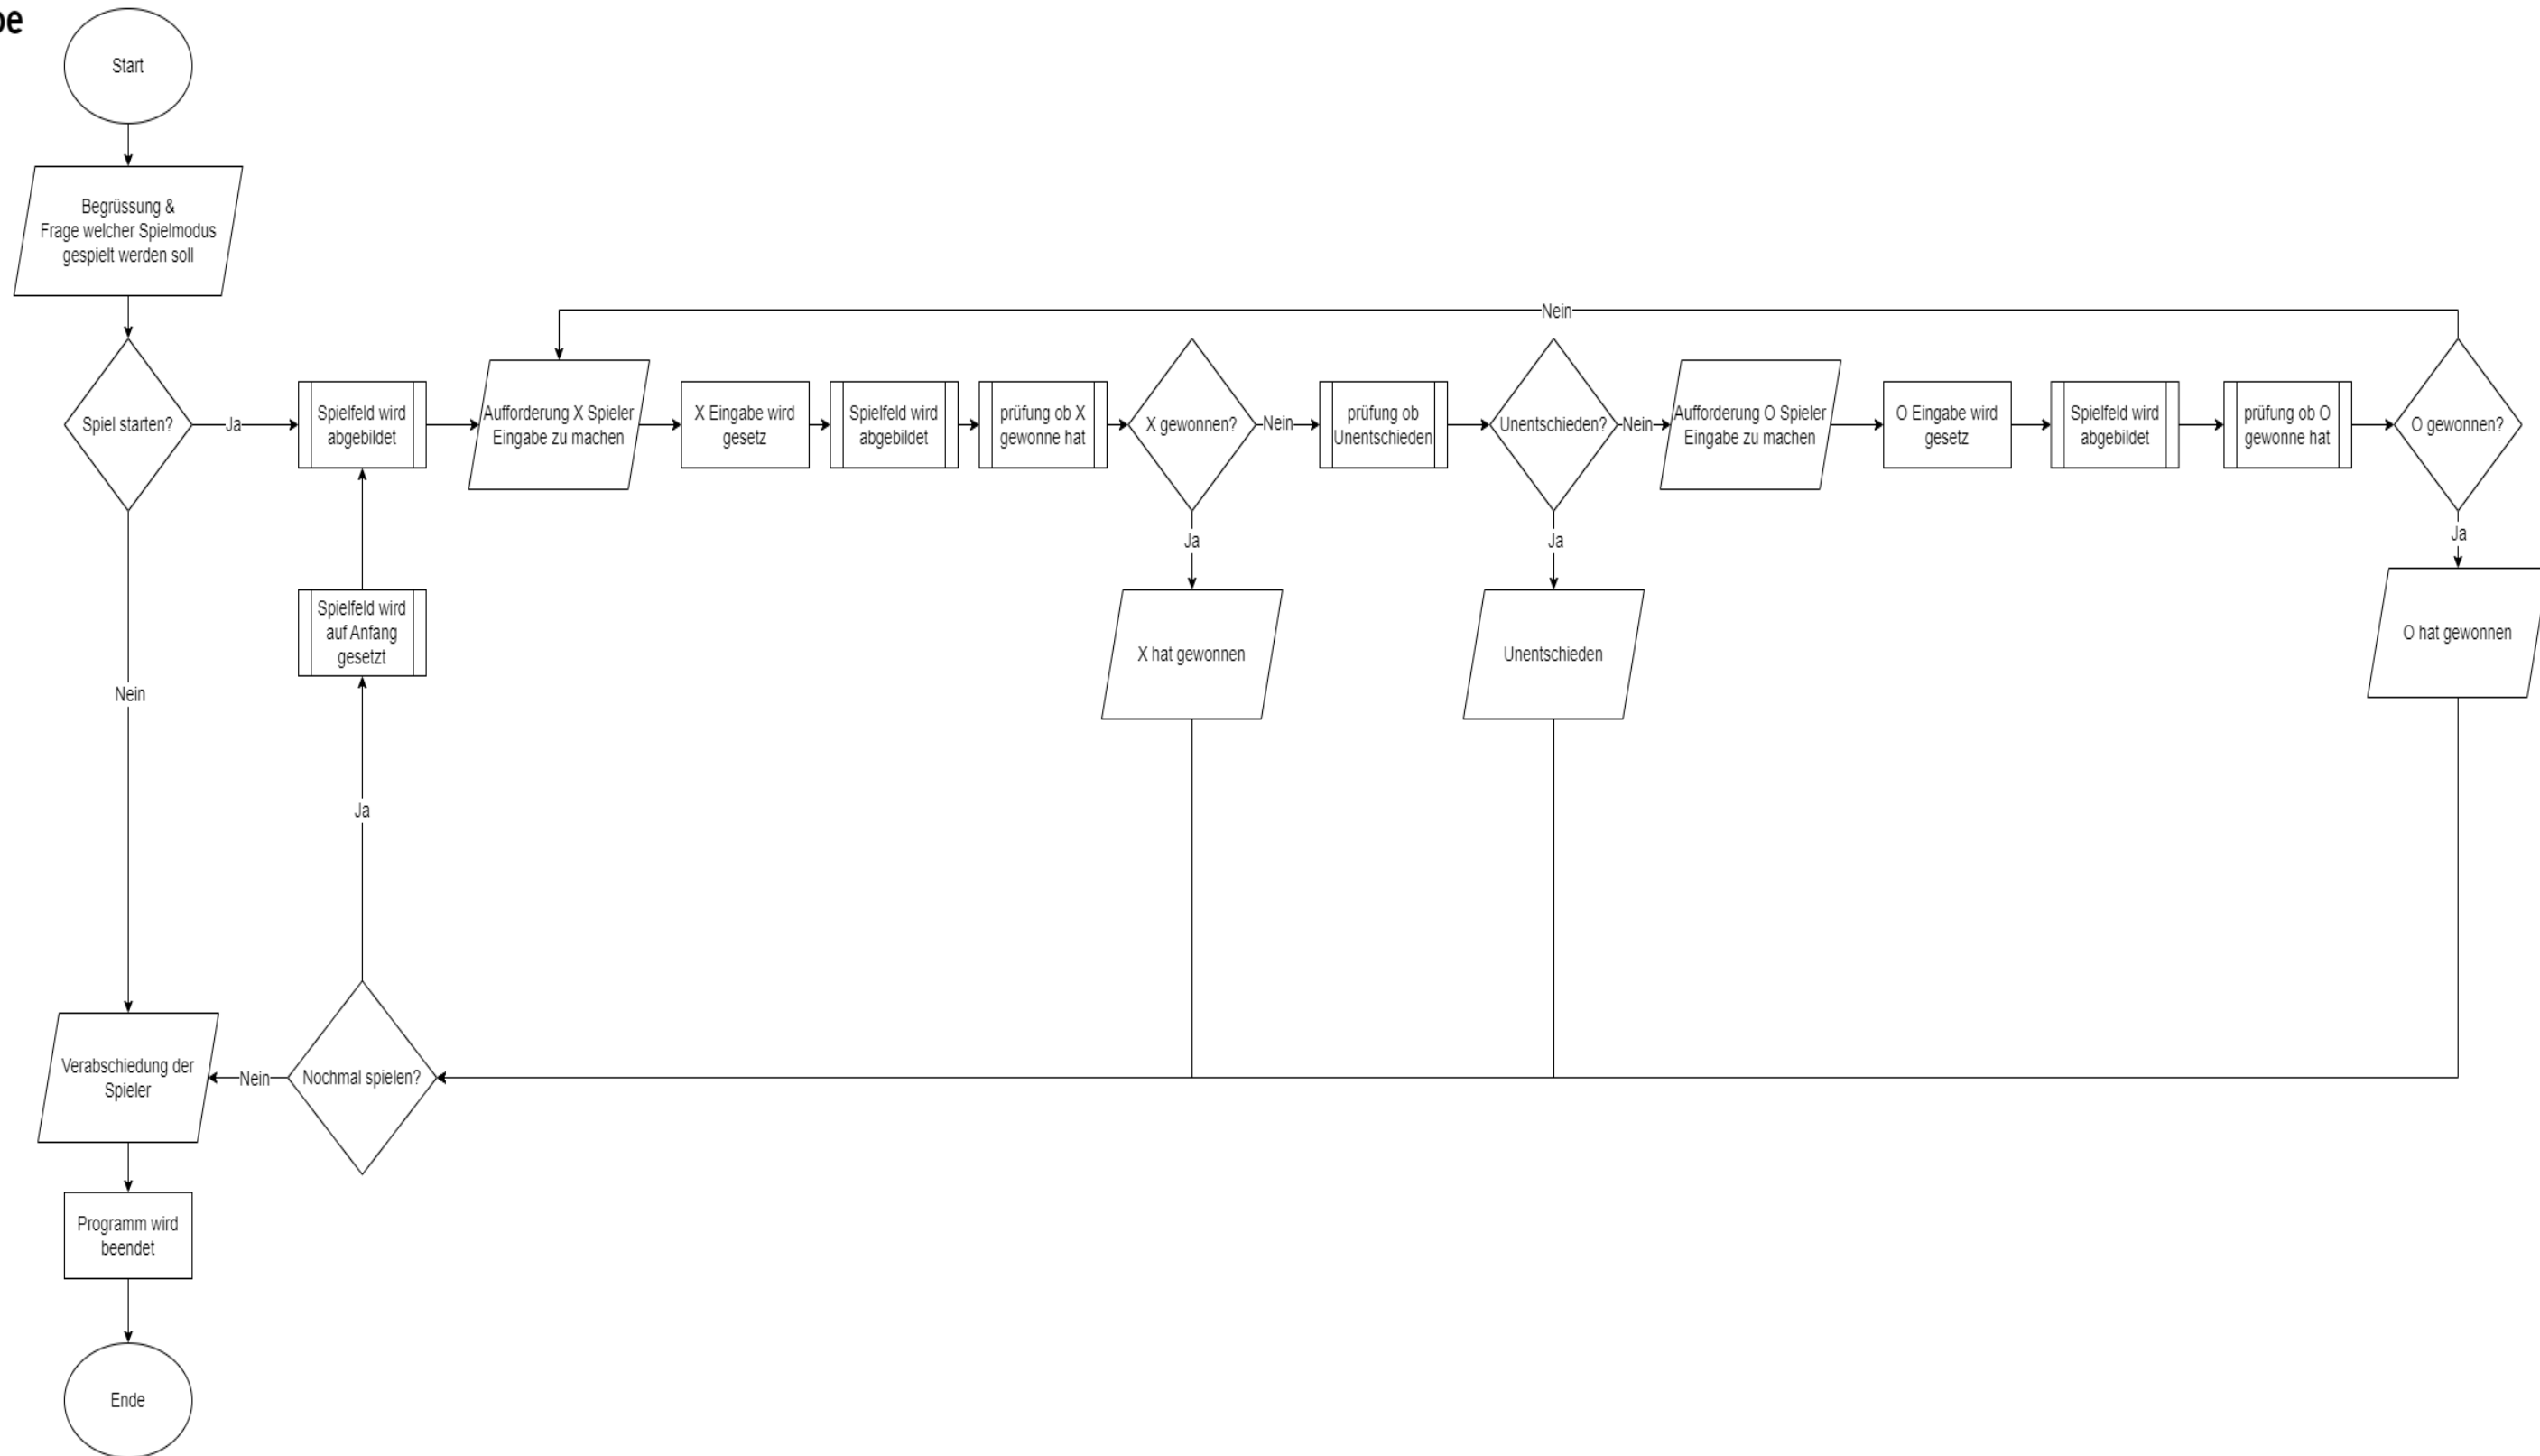 be
Start
Begrüssung &
Frage welcher Spielmodus
gespielt werden soll
Nein
Spiel starten?
Ja
Spielfeld wird
abgebildet
Aufforderung X Spieler
Eingabe zu machen
X Eingabe wird
gesetz
Spielfeld wird
abgebildet
prüfung ob X
gewonne hat
X gewonnen?
Nein
prüfung ob
Unentschieden
Unentschieden?
Nein
Aufforderung O Spieler
Eingabe zu machen
O Eingabe wird
gesetz
Spielfeld wird
abgebildet
prüfung ob O
gewonne hat
O gewonnen?
Ja
Ja
Ja
Spielfeld wird
auf Anfang
gesetzt
X hat gewonnen
Unentschieden
O hat gewonnen
Nein
Ja
Verabschiedung der
Spieler
Nein
Nochmal spielen?
Programm wird
beendet
Ende